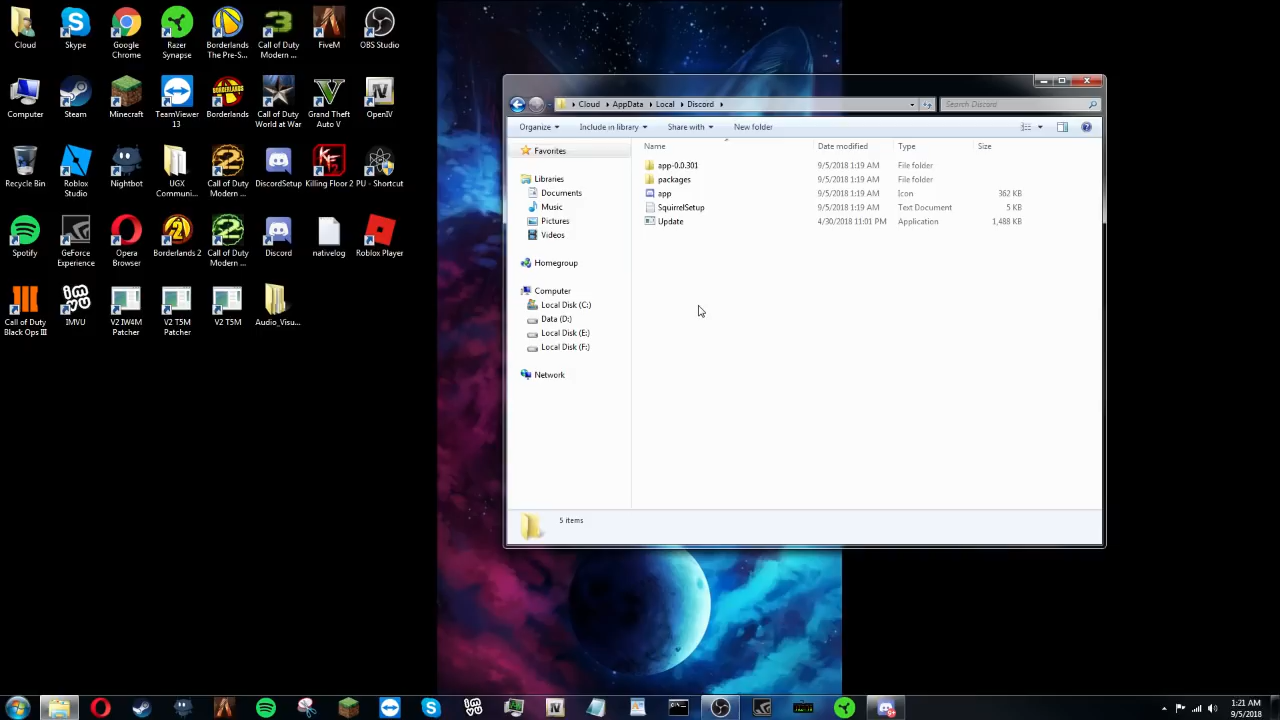 Cloud
Skype
Google Chrome
Razer Synapse
Borderlands The Pre-S...
Call of Duty Modern ...
FiveM
OBS Studio
Computer
Steam
Minecraft
TeamViewer 13
Borderlands
Call of Duty World at War
Grand Theft Auto V
OpenIV
Recycle Bin
Roblox Studio
Nightbot
UGX Communi...
Call of Duty Modern ...
DiscordSetup
Killing Floor 2
PU - Shortcut
Spotify
GeForce Experience
Opera Browser
Borderlands 2
Call of Duty Modern ...
Discord
nativelog
Roblox Player
Call of Duty Black Ops III
IMVU
V2 IW4M Patcher
V2 T5M Patcher
V2 T5M
Audio_Visu...
Cloud AppData Local Discord
Search Discord
Organize Include in library Share with New folder
Favorites
Libraries
Documents
Music
Pictures
Videos
Homegroup
Computer
Local Disk (C:)
Data (D:)
Local Disk (E:)
Local Disk (F:)
Network
Name Date modified Type Size
app-0.0.301 9/5/2018 1:19 AM File folder
packages 9/5/2018 1:19 AM File folder
app 9/5/2018 1:19 AM Icon 362 KB
SquirrelSetup 9/5/2018 1:19 AM Text Document 5 KB
Update 4/30/2018 11:01 PM Application 1,488 KB
5 items
1:21 AM
9/5/2018